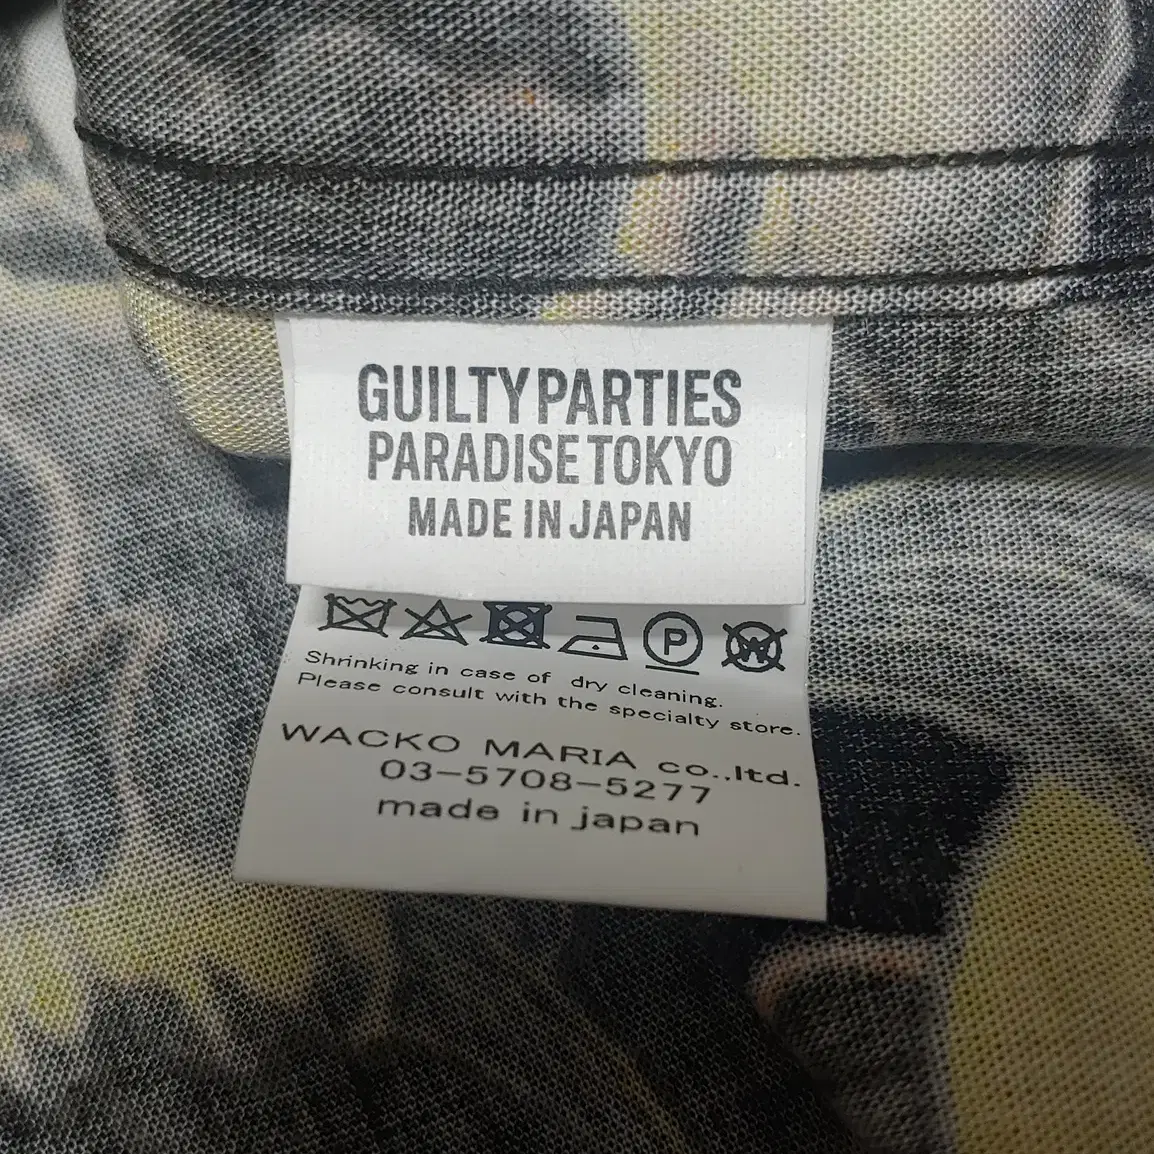 GUILTY PARTIES
PARADISE TOKYO
MADE IN JAPAN
P W
Shrinking in case of dry cleaning.
Please consult with the specialty store.
WACKO MARIA co.,ltd.
03-5708-5277
made in japan